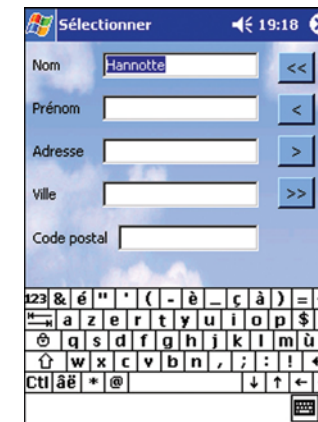 Sélectionner 19:18
Nom Hannotte <<
Prénom <
Adresse >
Ville >>
Code postal
123 & é " ' ( - è _ ç à ) =
a z e r t y u i o p $
q s d f g h j k l m ù
w x c v b n , ; : !
Ctl âë * @ ↓ ↑ ←